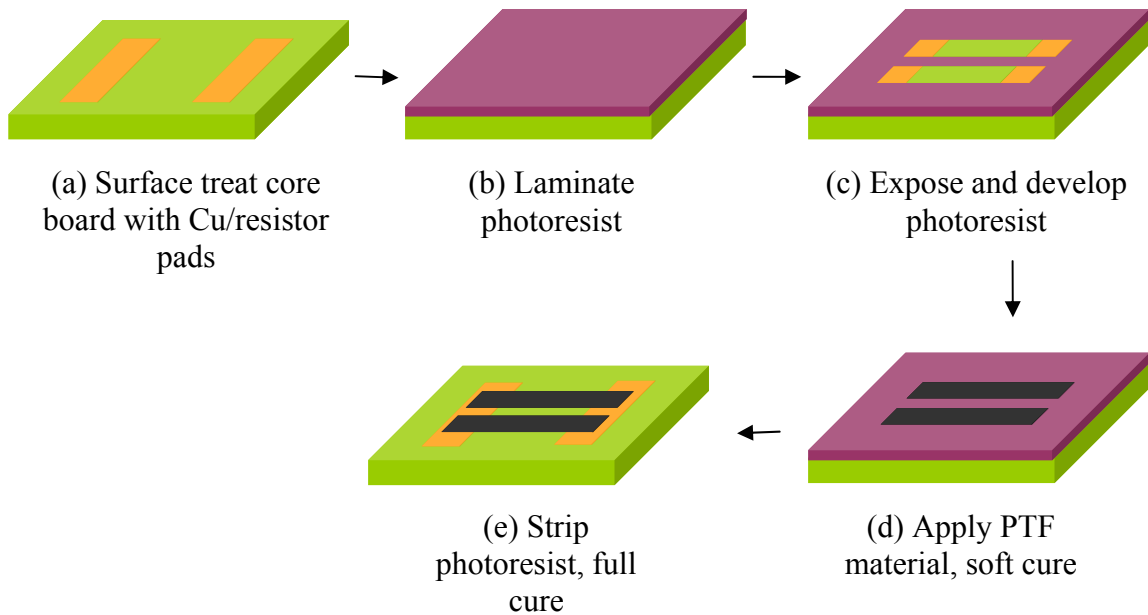 (a) Surface treat core
board with Cu/resistor
pads
(b) Laminate
photoresist
(c) Expose and develop
photoresist
(d) Apply PTF
material, soft cure
(e) Strip
photoresist, full
cure